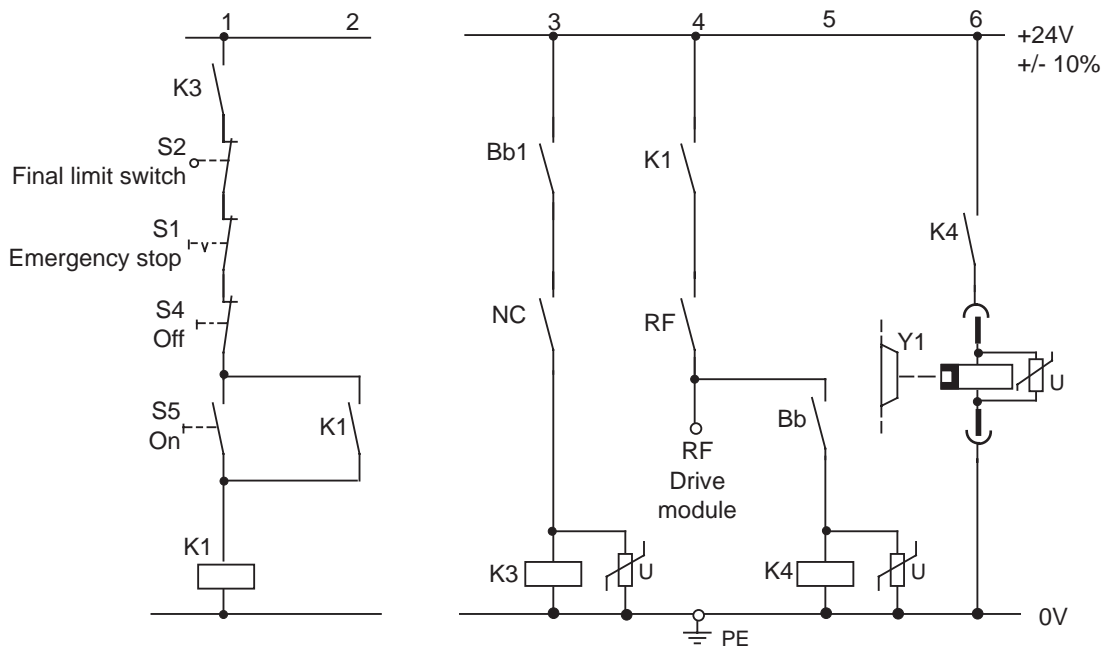 1
2
3
4
5
6
+24V
+/- 10%
K3
S2
Final limit switch
S1
Emergency stop
S4
Off
S5
On
K1
K1
Bb1
K1
K4
NC
RF
Y1
U
Bb
RF
Drive
module
K3
U
K4
U
0V
PE